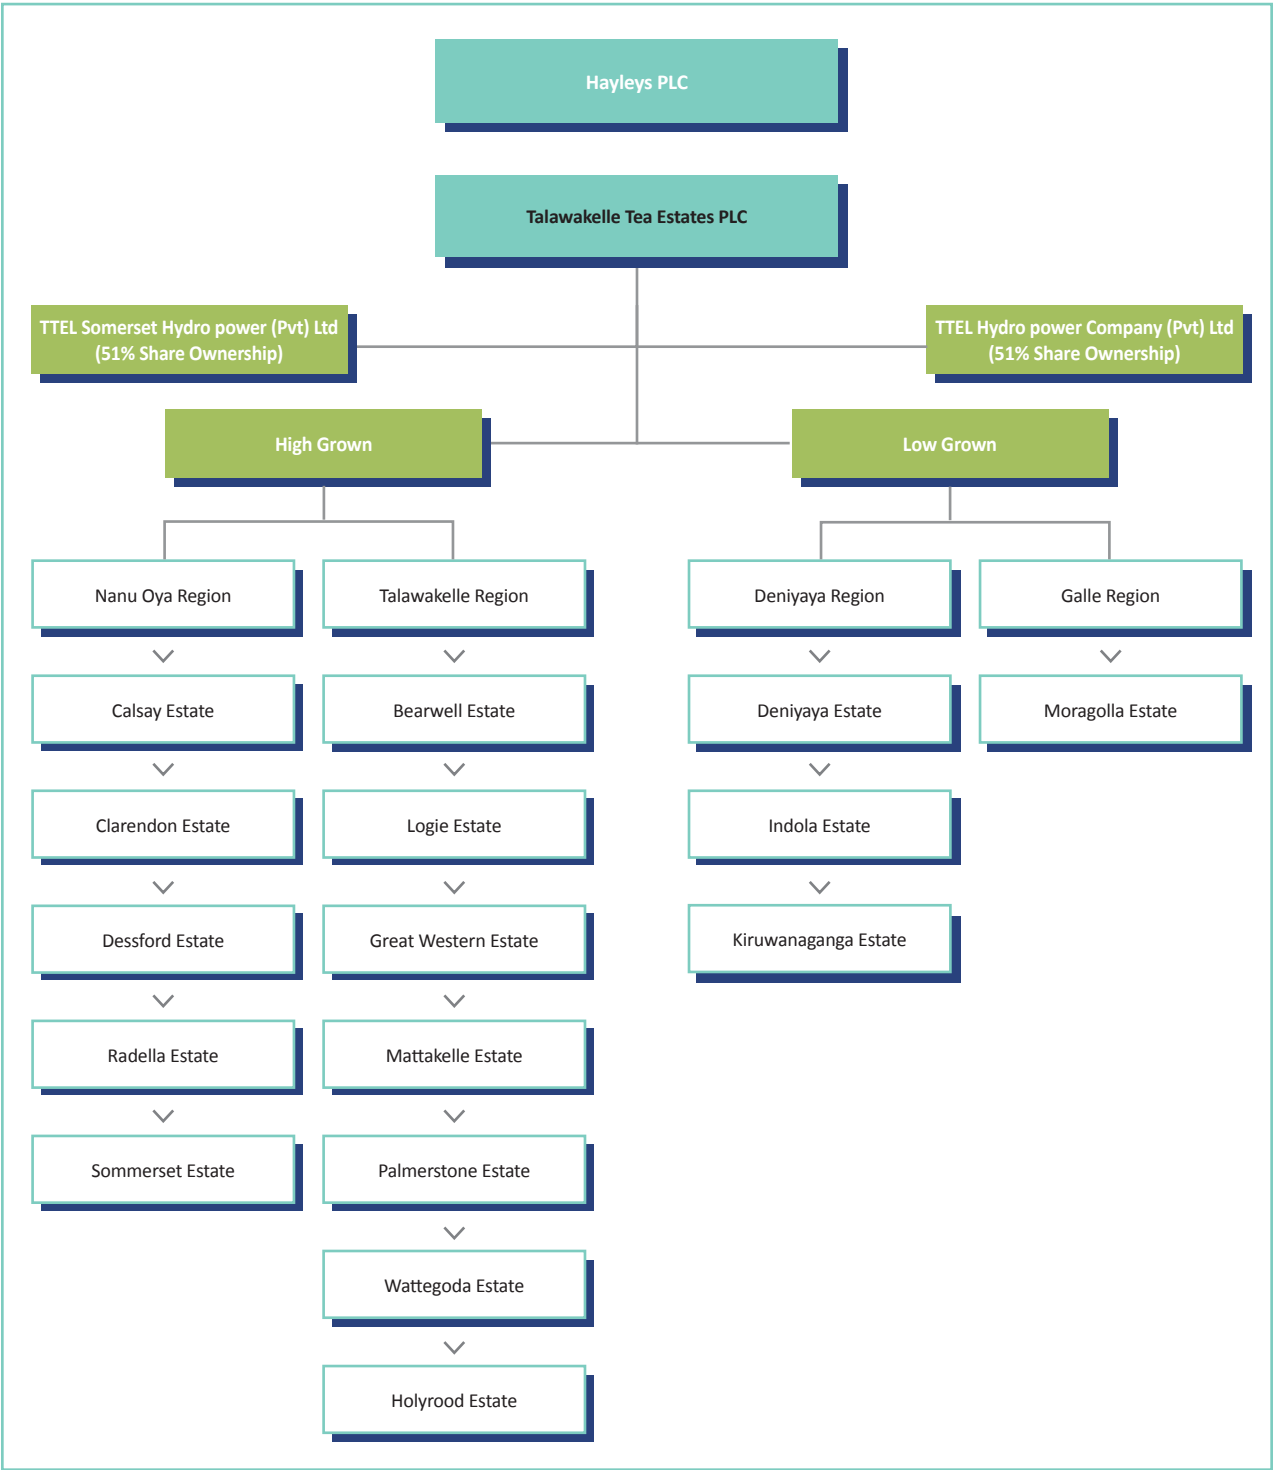 Hayleys PLC
Talawakelle Tea Estates PLC
TTEL Somerset Hydro power (Pvt) Ltd
(51% Share Ownership)
TTEL Hydro power Company (Pvt) Ltd
(51% Share Ownership)
High Grown
Low Grown
Nanu Oya Region
Talawakelle Region
Deniyaya Region
Galle Region
Calsay Estate
Bearwell Estate
Deniyaya Estate
Moragolla Estate
Clarendon Estate
Logie Estate
Indola Estate
Dessford Estate
Great Western Estate
Kiruwanaganga Estate
Radella Estate
Mattakelle Estate
Sommerset Estate
Palmerstone Estate
Wattegoda Estate
Holyrood Estate